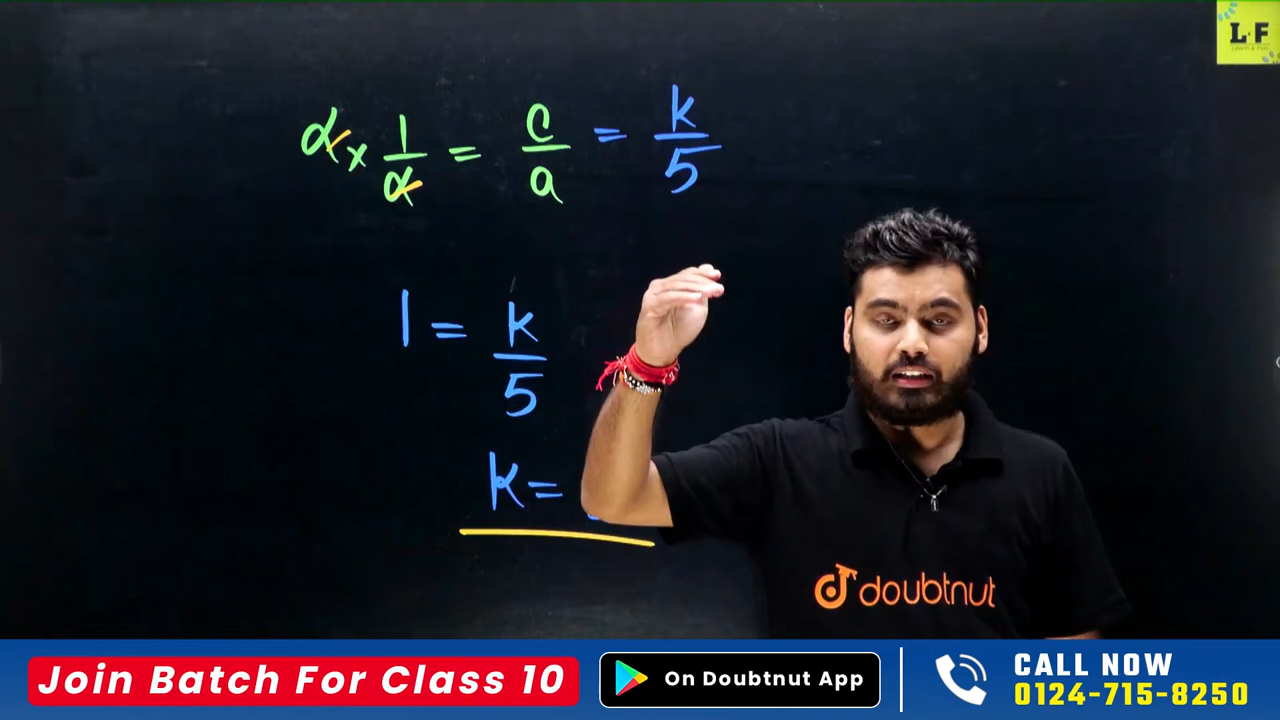 L.F
α × 1/α = c/a = k/5
1 = k/5
k =
doubtnut
Join Batch For Class 10
On Doubtnut App
CALL NOW
0124-715-8250